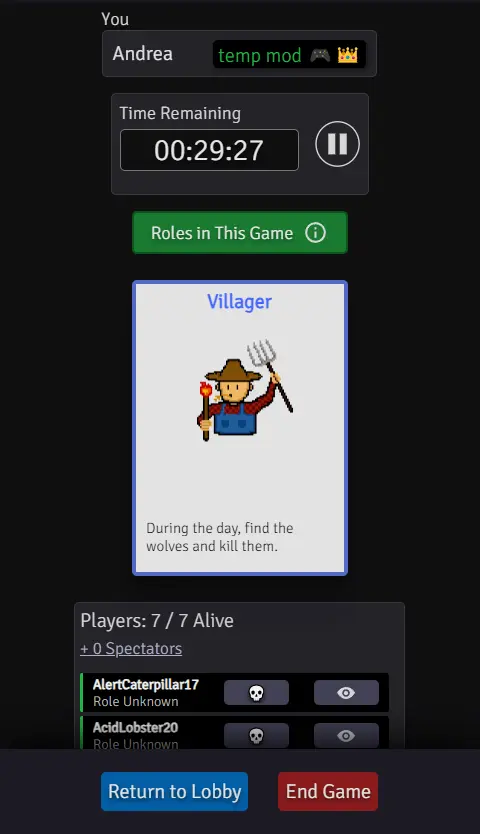 You
Andrea
temp mod 🎮 👑
Time Remaining
00:29:27
Roles in This Game
Villager
During the day, find the
wolves and kill them.
Players: 7 / 7 Alive
+ 0 Spectators
AlertCaterpillar17
Role Unknown
AcidLobster20
Role Unknown
Return to Lobby
End Game